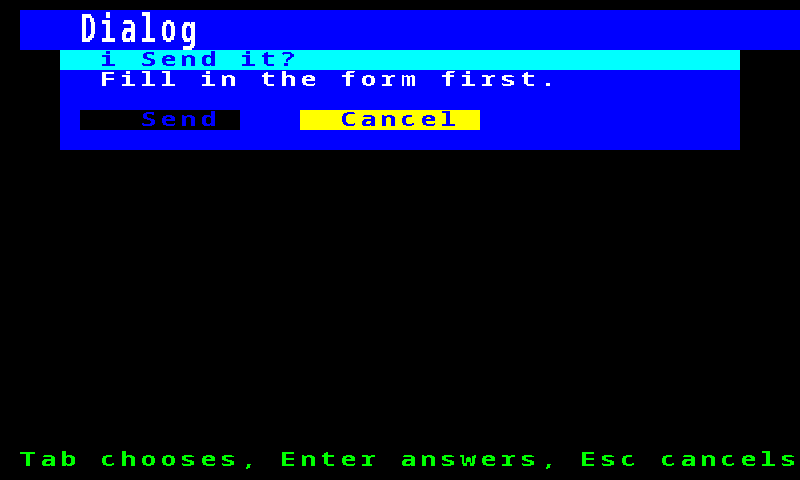 Dialog
i Send it?
Fill in the form first.
Send Cancel
Tab chooses, Enter answers, Esc cancels